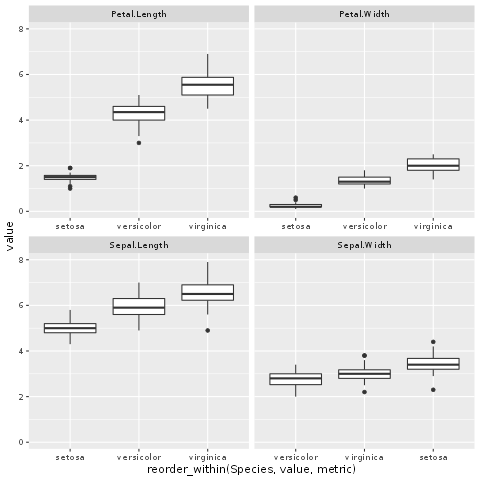 Petal.Length
Petal.Width
8
6
4
2
0
setosa versicolor virginica
setosa versicolor virginica
value
Sepal.Length
Sepal.Width
8
6
4
2
0
setosa versicolor virginica
versicolor virginica setosa
reorder_within(Species, value, metric)